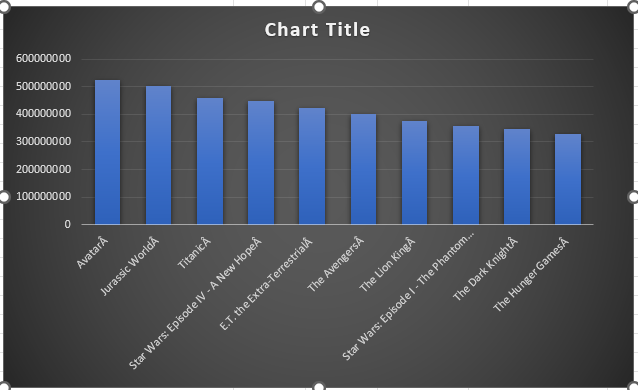 Chart Title
600000000
500000000
400000000
300000000
200000000
100000000
0
AvatarÂ
Jurassic WorldÂ
TitanicÂ
Star Wars: Episode IV - A New HopeÂ
E.T. the Extra-TerrestrialÂ
The AvengersÂ
The Lion KingÂ
Star Wars: Episode I - The Phantom...
The Dark KnightÂ
The Hunger GamesÂ